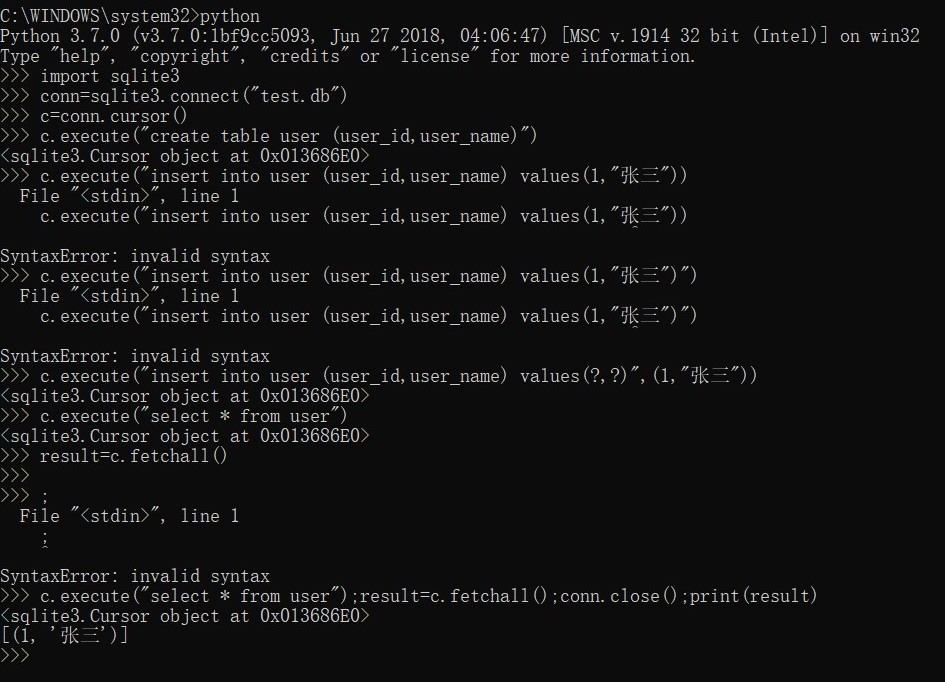 C:\WINDOWS\system32>python
Python 3.7.0 (v3.7.0:1bf9cc5093, Jun 27 2018, 04:06:47) [MSC v.1914 32 bit (Intel)] on win32
Type "help", "copyright", "credits" or "license" for more information.
>>> import sqlite3
>>> conn=sqlite3.connect("test.db")
>>> c=conn.cursor()
>>> c.execute("create table user (user_id,user_name)")
<sqlite3.Cursor object at 0x013686E0>
>>> c.execute("insert into user (user_id,user_name) values(1,"张三"))
  File "<stdin>", line 1
    c.execute("insert into user (user_id,user_name) values(1,"张三"))
                                                               ^
SyntaxError: invalid syntax
>>> c.execute("insert into user (user_id,user_name) values(1,"张三")")
  File "<stdin>", line 1
    c.execute("insert into user (user_id,user_name) values(1,"张三")")
                                                               ^
SyntaxError: invalid syntax
>>> c.execute("insert into user (user_id,user_name) values(?,?)",(1,"张三"))
<sqlite3.Cursor object at 0x013686E0>
>>> c.execute("select * from user")
<sqlite3.Cursor object at 0x013686E0>
>>> result=c.fetchall()
>>>
>>> ;
  File "<stdin>", line 1
    ;
    ^
SyntaxError: invalid syntax
>>> c.execute("select * from user");result=c.fetchall();conn.close();print(result)
<sqlite3.Cursor object at 0x013686E0>
[(1, '张三')]
>>>